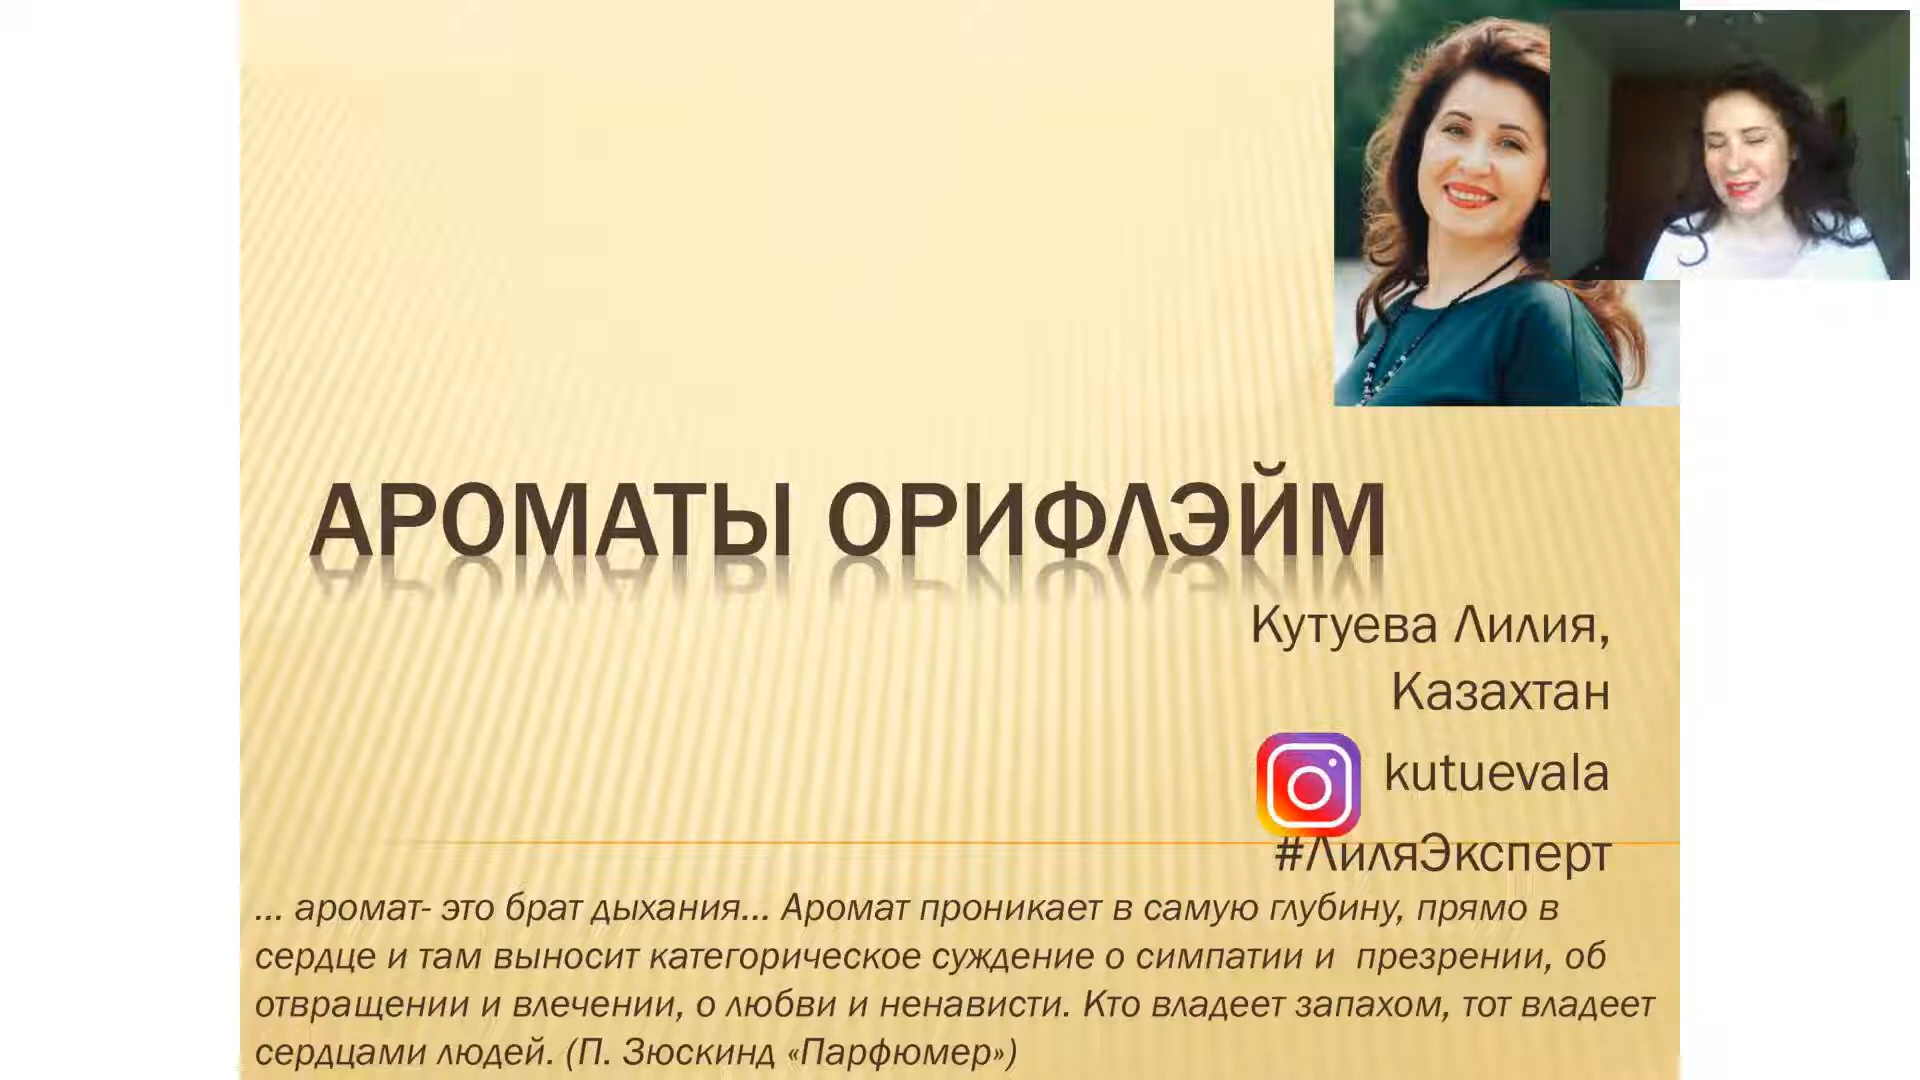 АРОМАТЫ ОРИФЛЭЙМ
Кутуева Лилия,
Казахтан
kutuevala
#ЛиляЭксперт
... аромат- это брат дыхания... Аромат проникает в самую глубину, прямо в
сердце и там выносит категорическое суждение о симпатии и  презрении, об
отвращении и влечении, о любви и ненависти. Кто владеет запахом, тот владеет
сердцами людей. (П. Зюскинд «Парфюмер»)